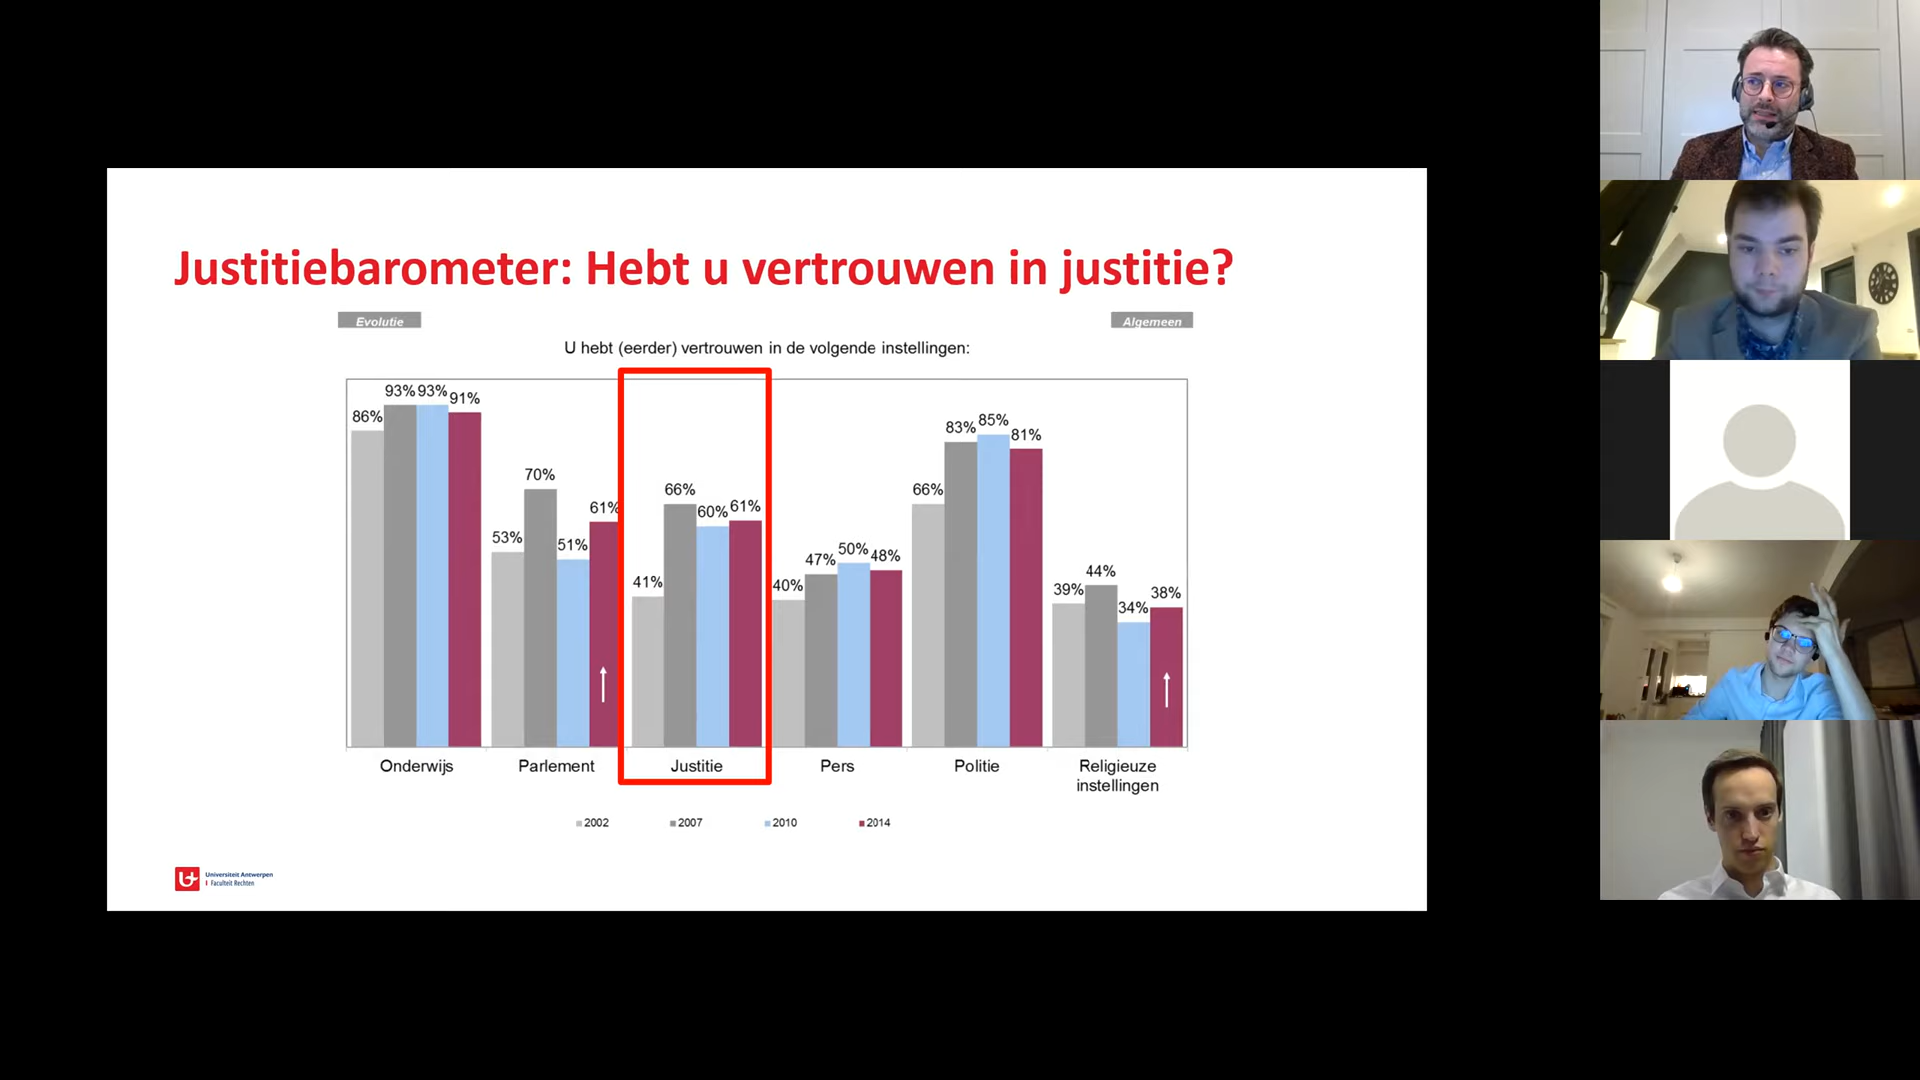 Justitiebarometer: Hebt u vertrouwen in justitie?
Evolutie
Algemeen
U hebt (eerder) vertrouwen in de volgende instellingen:
86% 93% 93% 91%
53% 70% 51% 61%
41% 66% 60% 61%
40% 47% 50% 48%
66% 83% 85% 81%
39% 44% 34% 38%
Onderwijs
Parlement
Justitie
Pers
Politie
Religieuze
instellingen
2002 2007 2010 2014
Universiteit Antwerpen
Faculteit Rechten